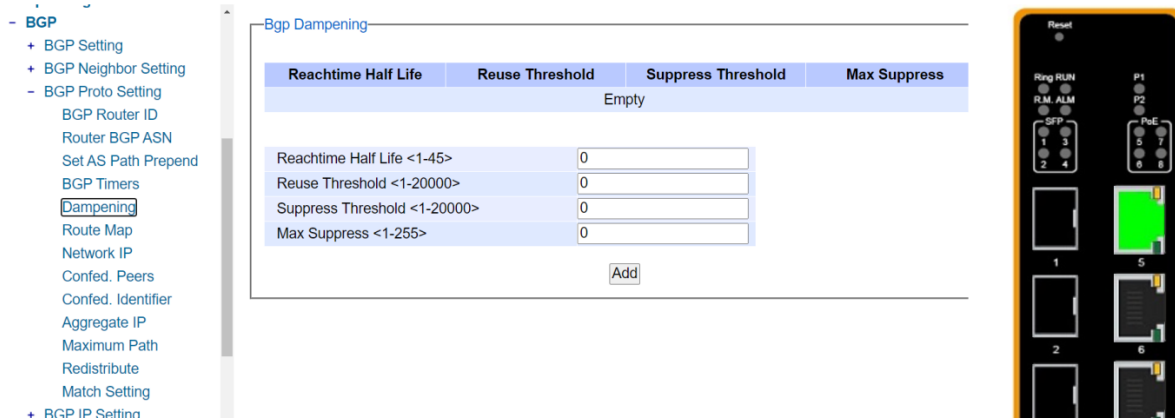 - BGP
+ BGP Setting
+ BGP Neighbor Setting
- BGP Proto Setting
BGP Router ID
Router BGP ASN
Set AS Path Prepend
BGP Timers
Dampening
Route Map
Network IP
Confed. Peers
Confed. Identifier
Aggregate IP
Maximum Path
Redistribute
Match Setting
+ BGP IP Setting
Bgp Dampening
Reachtime Half Life Reuse Threshold Suppress Threshold Max Suppress
Empty
Reachtime Half Life <1-45> 0
Reuse Threshold <1-20000> 0
Suppress Threshold <1-20000> 0
Max Suppress <1-255> 0
Add
Reset
Ring RUN P1
R.M. ALM P2
SFP PoE
1 3 5 7
2 4 6 8
1 5
2 6